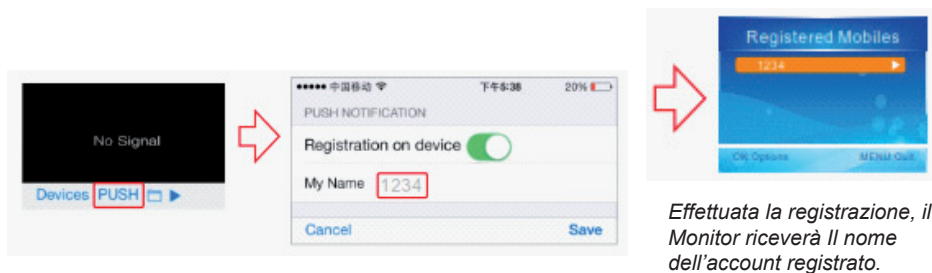 No Signal
Devices PUSH
●●●●● 中国移动 下午5:38 20%
PUSH NOTIFICATION
Registration on device
My Name 1234
Cancel Save
Registered Mobiles
1234
OK Options MENU Quit
Effettuata la registrazione, il
Monitor riceverà Il nome
dell'account registrato.